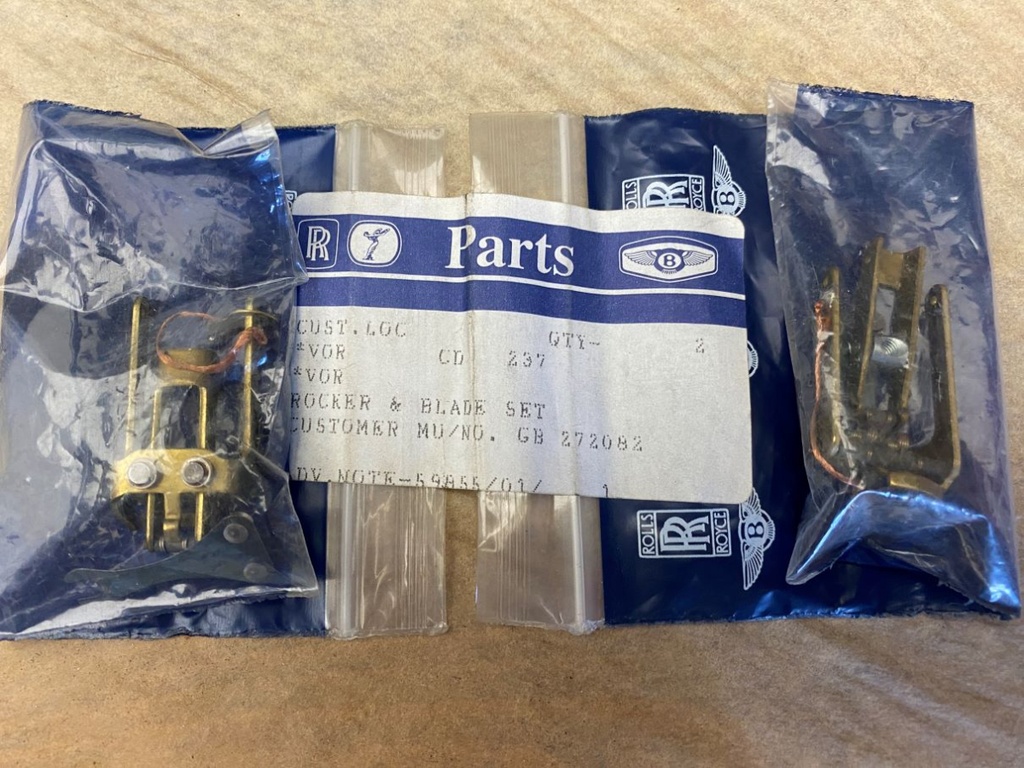 RR Parts B
CUST.LOC QTY- 2
*VOR CD 237
*VOR
ROCKER & BLADE SET
CUSTOMER MU/NO. GB 272082
DV.NOTE-59855/01/ 1
ROLLS RR ROYCE B
ROLLS RR ROYCE B